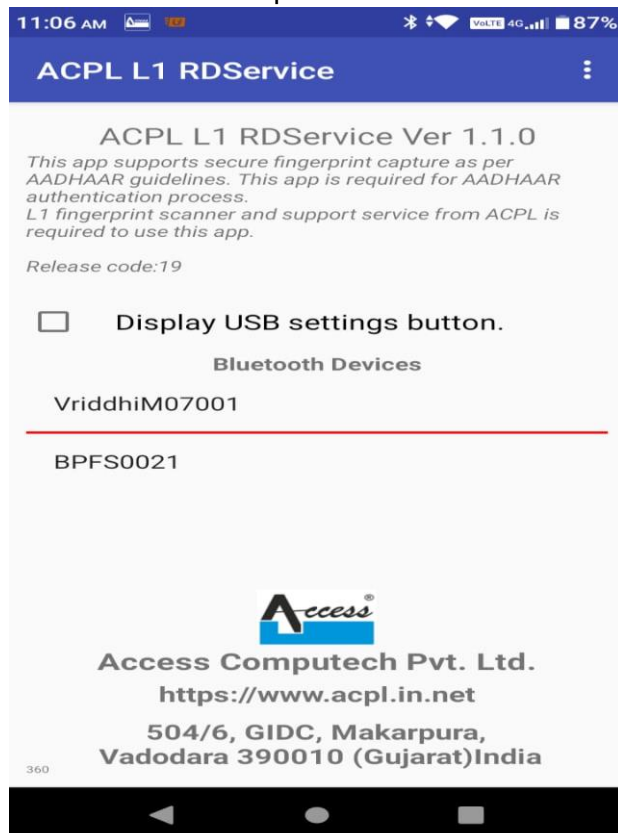 11:06 AM VoLTE 4G 87%
ACPL L1 RDService
ACPL L1 RDService Ver 1.1.0
This app supports secure fingerprint capture as per
AADHAAR guidelines. This app is required for AADHAAR
authentication process.
L1 fingerprint scanner and support service from ACPL is
required to use this app.
Release code:19
Display USB settings button.
Bluetooth Devices
VriddhiM07001
BPFS0021
Access®
Access Computech Pvt. Ltd.
https://www.acpl.in.net
504/6, GIDC, Makarpura,
Vadodara 390010 (Gujarat)India
360